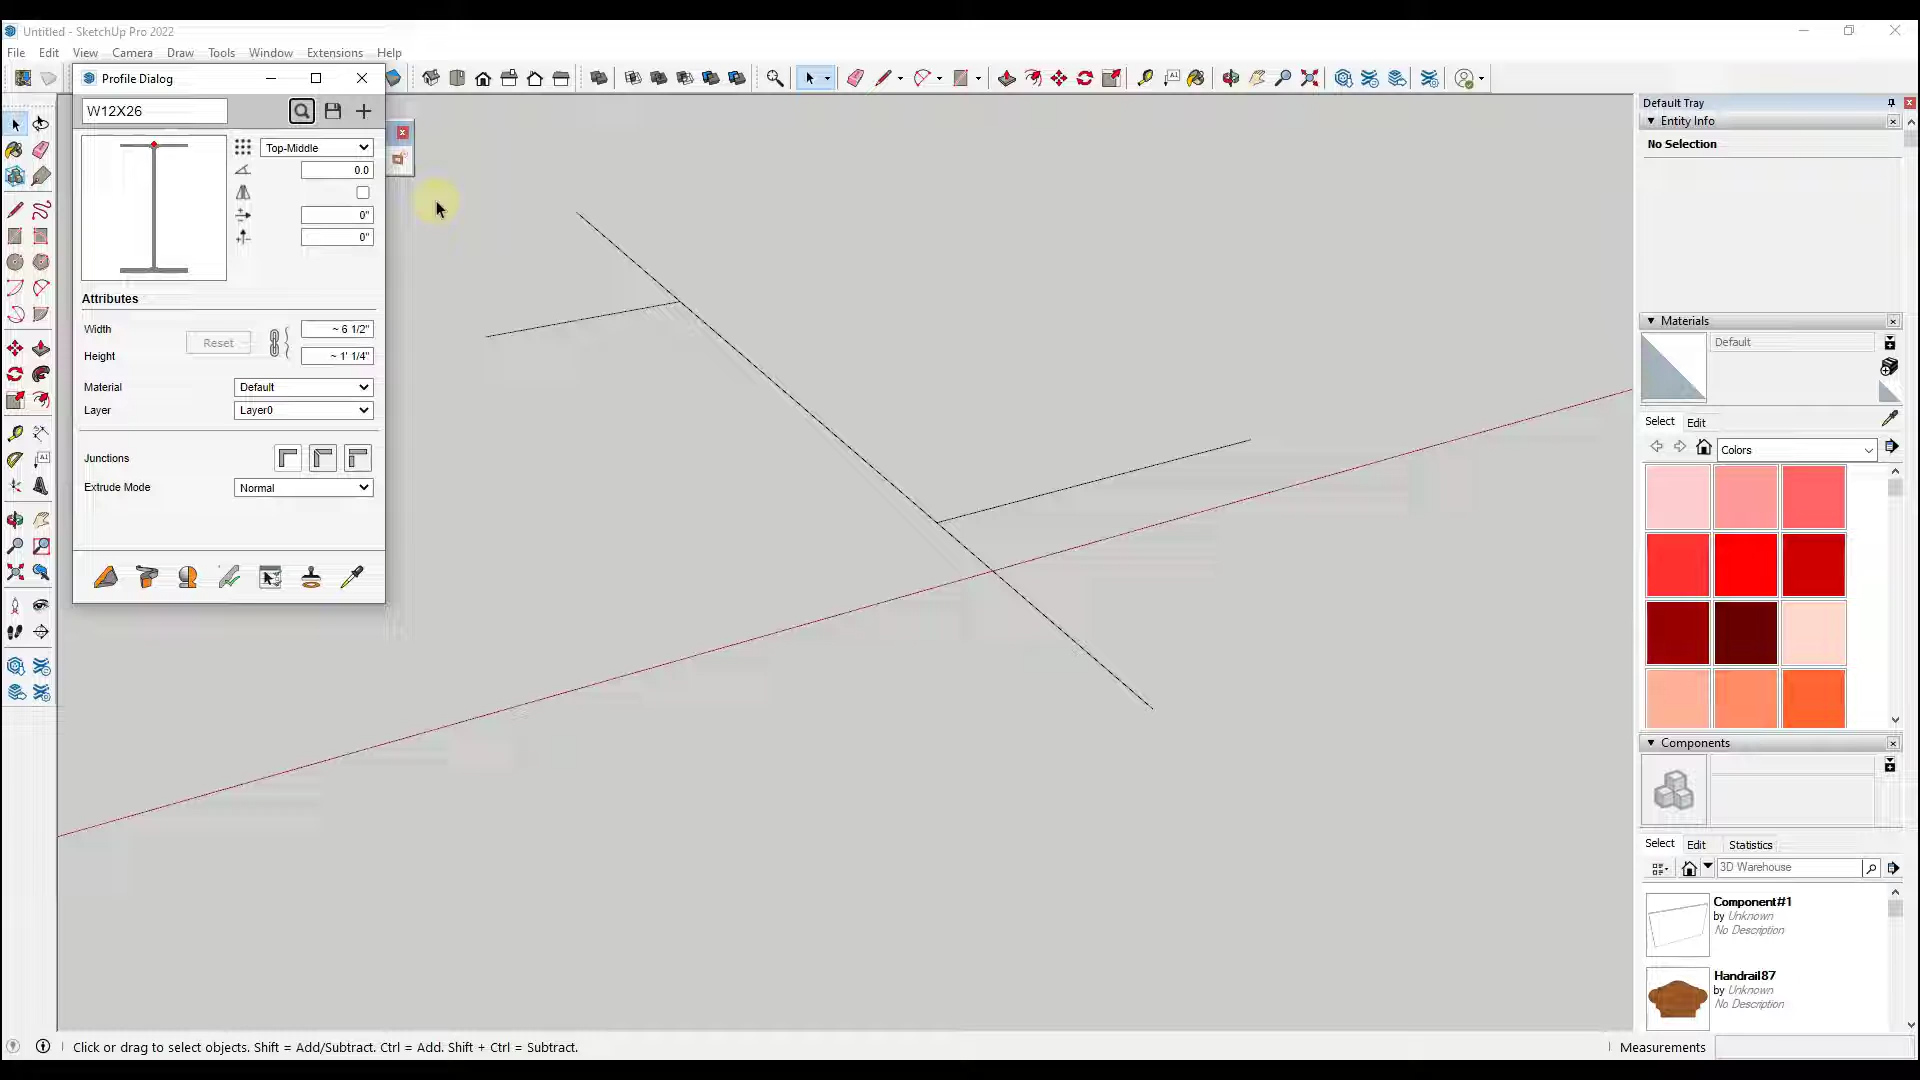 Untitled - SketchUp Pro 2022
File Edit View Camera Draw Tools Window Extensions Help
Profile Dialog
W12X26
Top-Middle
0.0
0"
0"
Attributes
Width ~ 6 1/2"
Reset
Height ~ 1' 1/4"
Material Default
Layer Layer0
Junctions
Extrude Mode Normal
Default Tray
Entity Info
No Selection
Materials
Default
Select Edit
Colors
Components
Select Edit Statistics
3D Warehouse
Component#1
by Unknown
No Description
Handrail87
by Unknown
No Description
Click or drag to select objects. Shift = Add/Subtract. Ctrl = Add. Shift + Ctrl = Subtract.
Measurements